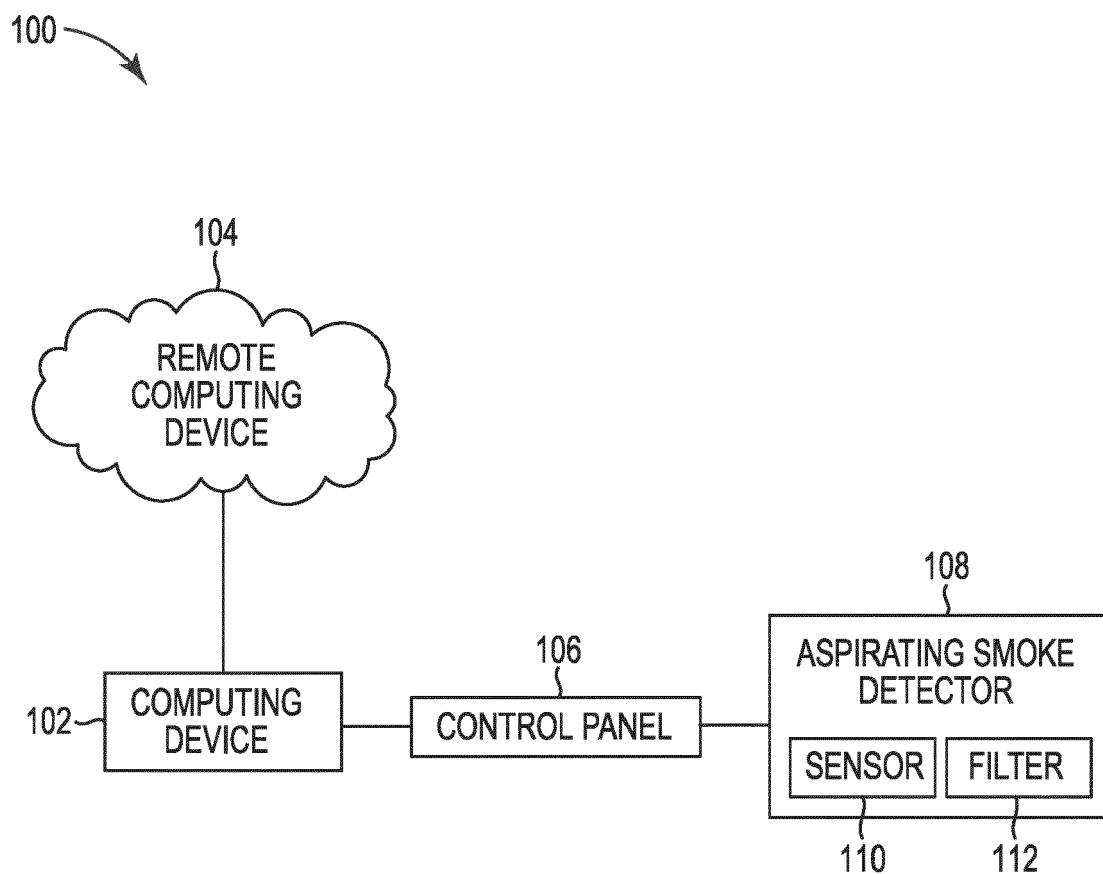 100
104
REMOTE
COMPUTING
DEVICE
108
ASPIRATING SMOKE
DETECTOR
106
102
COMPUTING
DEVICE
CONTROL PANEL
SENSOR
FILTER
110
112